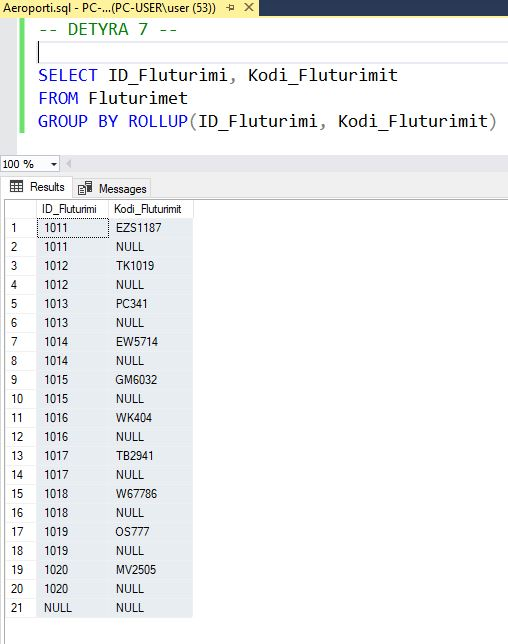 Aeroporti.sql - PC-...(PC-USER\user (53))
-- DETYRA 7 --
SELECT ID_Fluturimi, Kodi_Fluturimit
FROM Fluturimet
GROUP BY ROLLUP(ID_Fluturimi, Kodi_Fluturimit)
100 %
Results Messages
ID_Fluturimi Kodi_Fluturimit
1 1011 EZS1187
2 1011 NULL
3 1012 TK1019
4 1012 NULL
5 1013 PC341
6 1013 NULL
7 1014 EW5714
8 1014 NULL
9 1015 GM6032
10 1015 NULL
11 1016 WK404
12 1016 NULL
13 1017 TB2941
14 1017 NULL
15 1018 W67786
16 1018 NULL
17 1019 OS777
18 1019 NULL
19 1020 MV2505
20 1020 NULL
21 NULL NULL